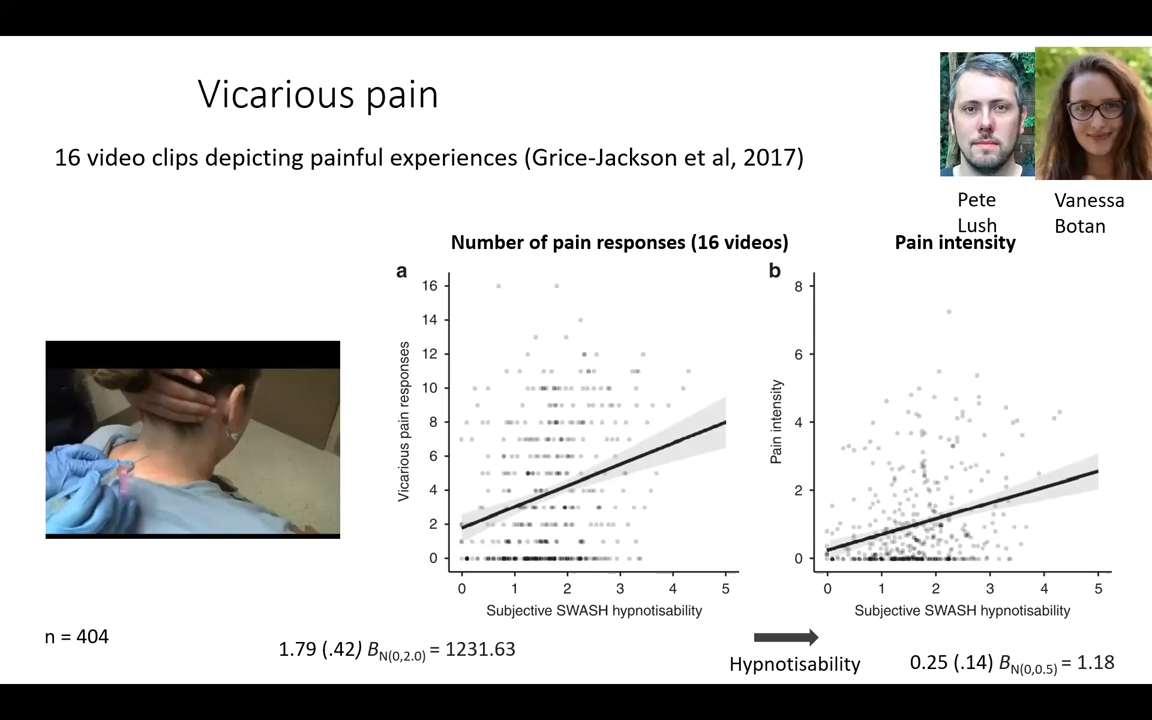 Vicarious pain
16 video clips depicting painful experiences (Grice-Jackson et al, 2017)
Pete
Lush
Vanessa
Botan
Number of pain responses (16 videos)
a
Vicarious pain responses
16
14
12
10
8
6
4
2
0
0 1 2 3 4 5
Subjective SWASH hypnotisability
Pain intensity
b
Pain intensity
8
6
4
2
0
0 1 2 3 4 5
Subjective SWASH hypnotisability
n = 404
1.79 (.42) B N(0,2.0) = 1231.63
Hypnotisability
0.25 (.14) B N(0,0.5) = 1.18